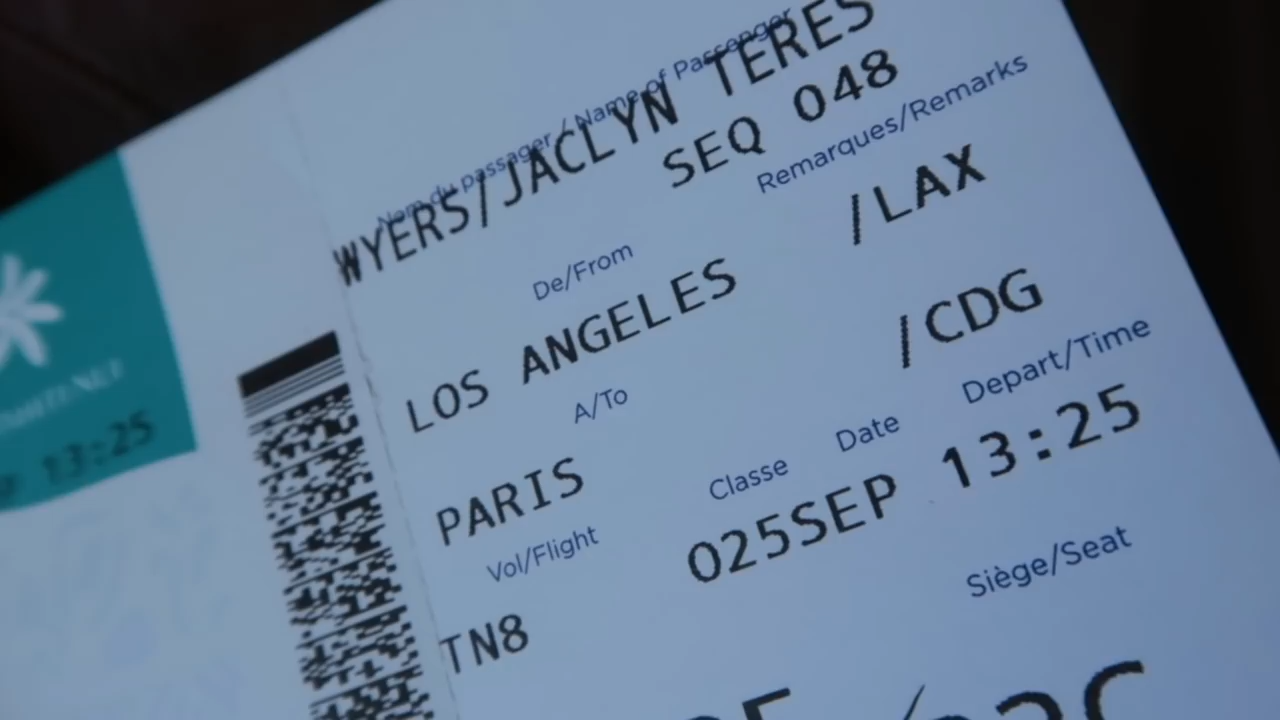 Nom du passager / Name of Passenger
WYERS/JACLYN TERES
SEQ 048
Remarques/Remarks
De/From
LOS ANGELES /LAX
A/To
PARIS /CDG
Vol/Flight Classe Date Depart/Time
TN8 025SEP 13:25
Siège/Seat
13:25